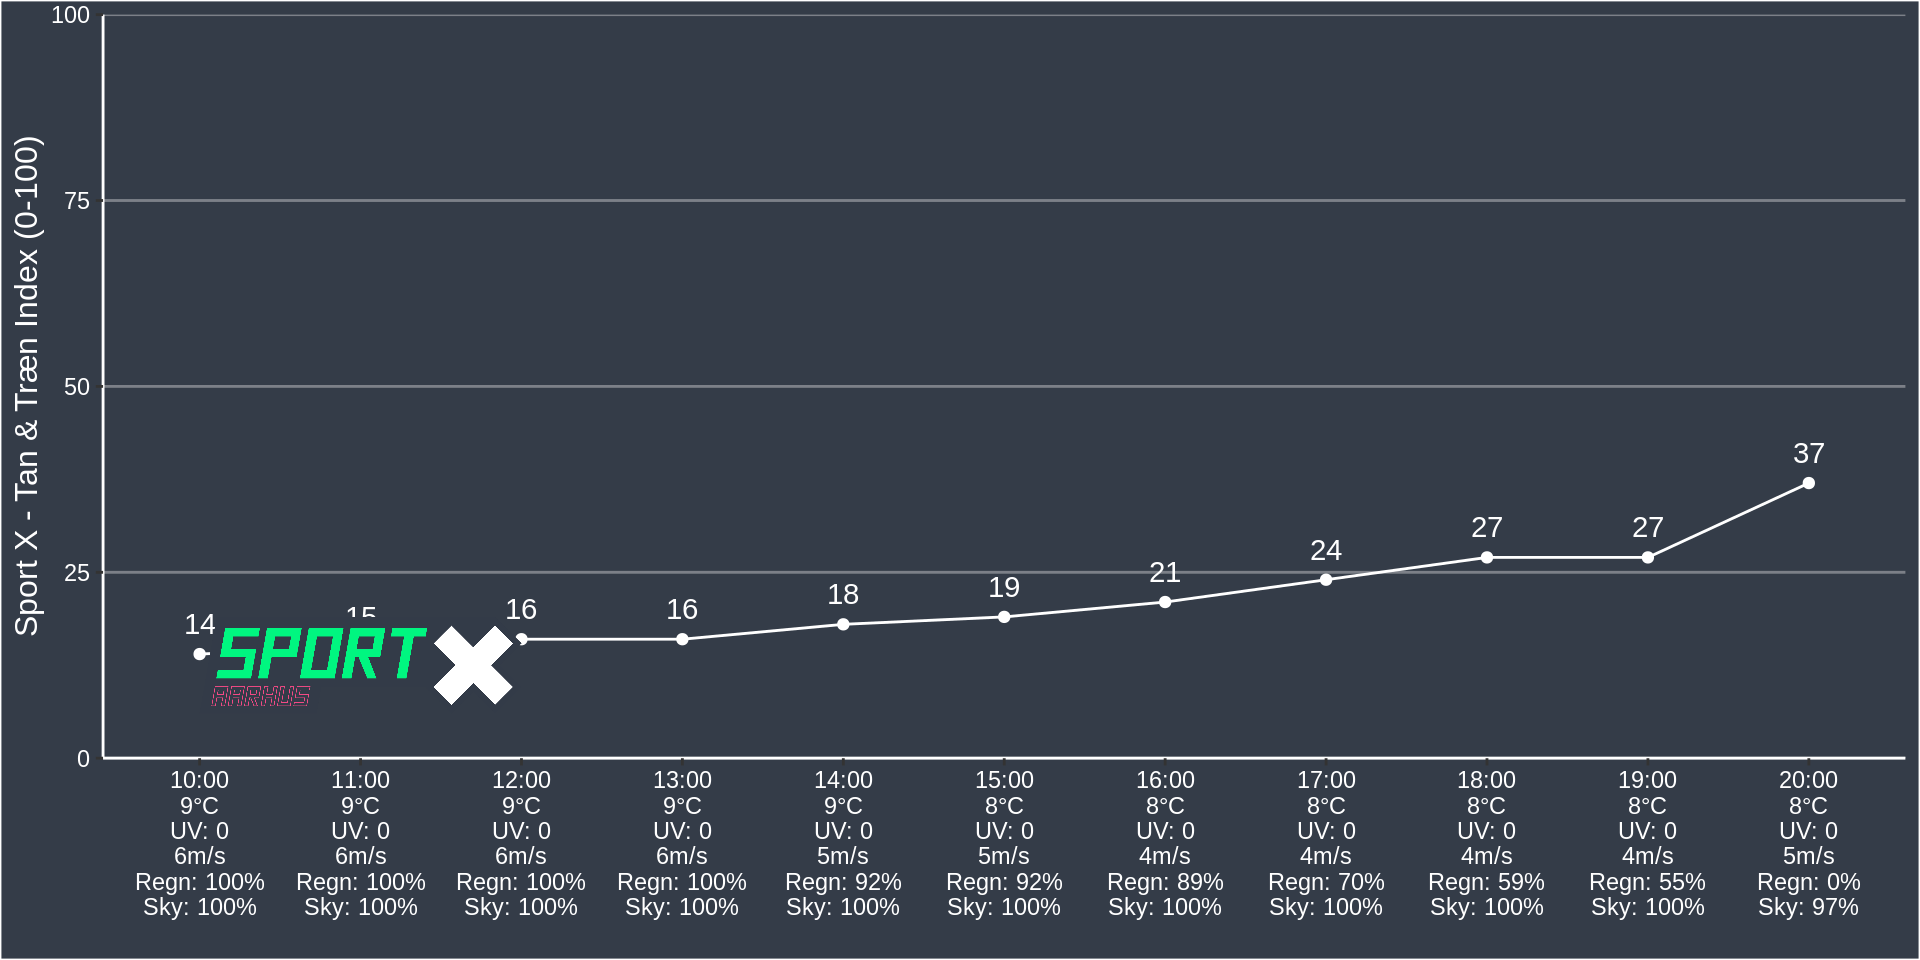 Sport X - Tan & Træn Index (0-100)
100
75
50
25
0
14
15
16
16
18
19
21
24
27
27
37
SPORT X
AARHUS
10:00 11:00 12:00 13:00 14:00 15:00 16:00 17:00 18:00 19:00 20:00
9°C 9°C 9°C 9°C 9°C 8°C 8°C 8°C 8°C 8°C 8°C
UV: 0 UV: 0 UV: 0 UV: 0 UV: 0 UV: 0 UV: 0 UV: 0 UV: 0 UV: 0 UV: 0
6m/s 6m/s 6m/s 6m/s 5m/s 5m/s 4m/s 4m/s 4m/s 4m/s 5m/s
Regn: 100% Regn: 100% Regn: 100% Regn: 100% Regn: 92% Regn: 92% Regn: 89% Regn: 70% Regn: 59% Regn: 55% Regn: 0%
Sky: 100% Sky: 100% Sky: 100% Sky: 100% Sky: 100% Sky: 100% Sky: 100% Sky: 100% Sky: 100% Sky: 100% Sky: 97%